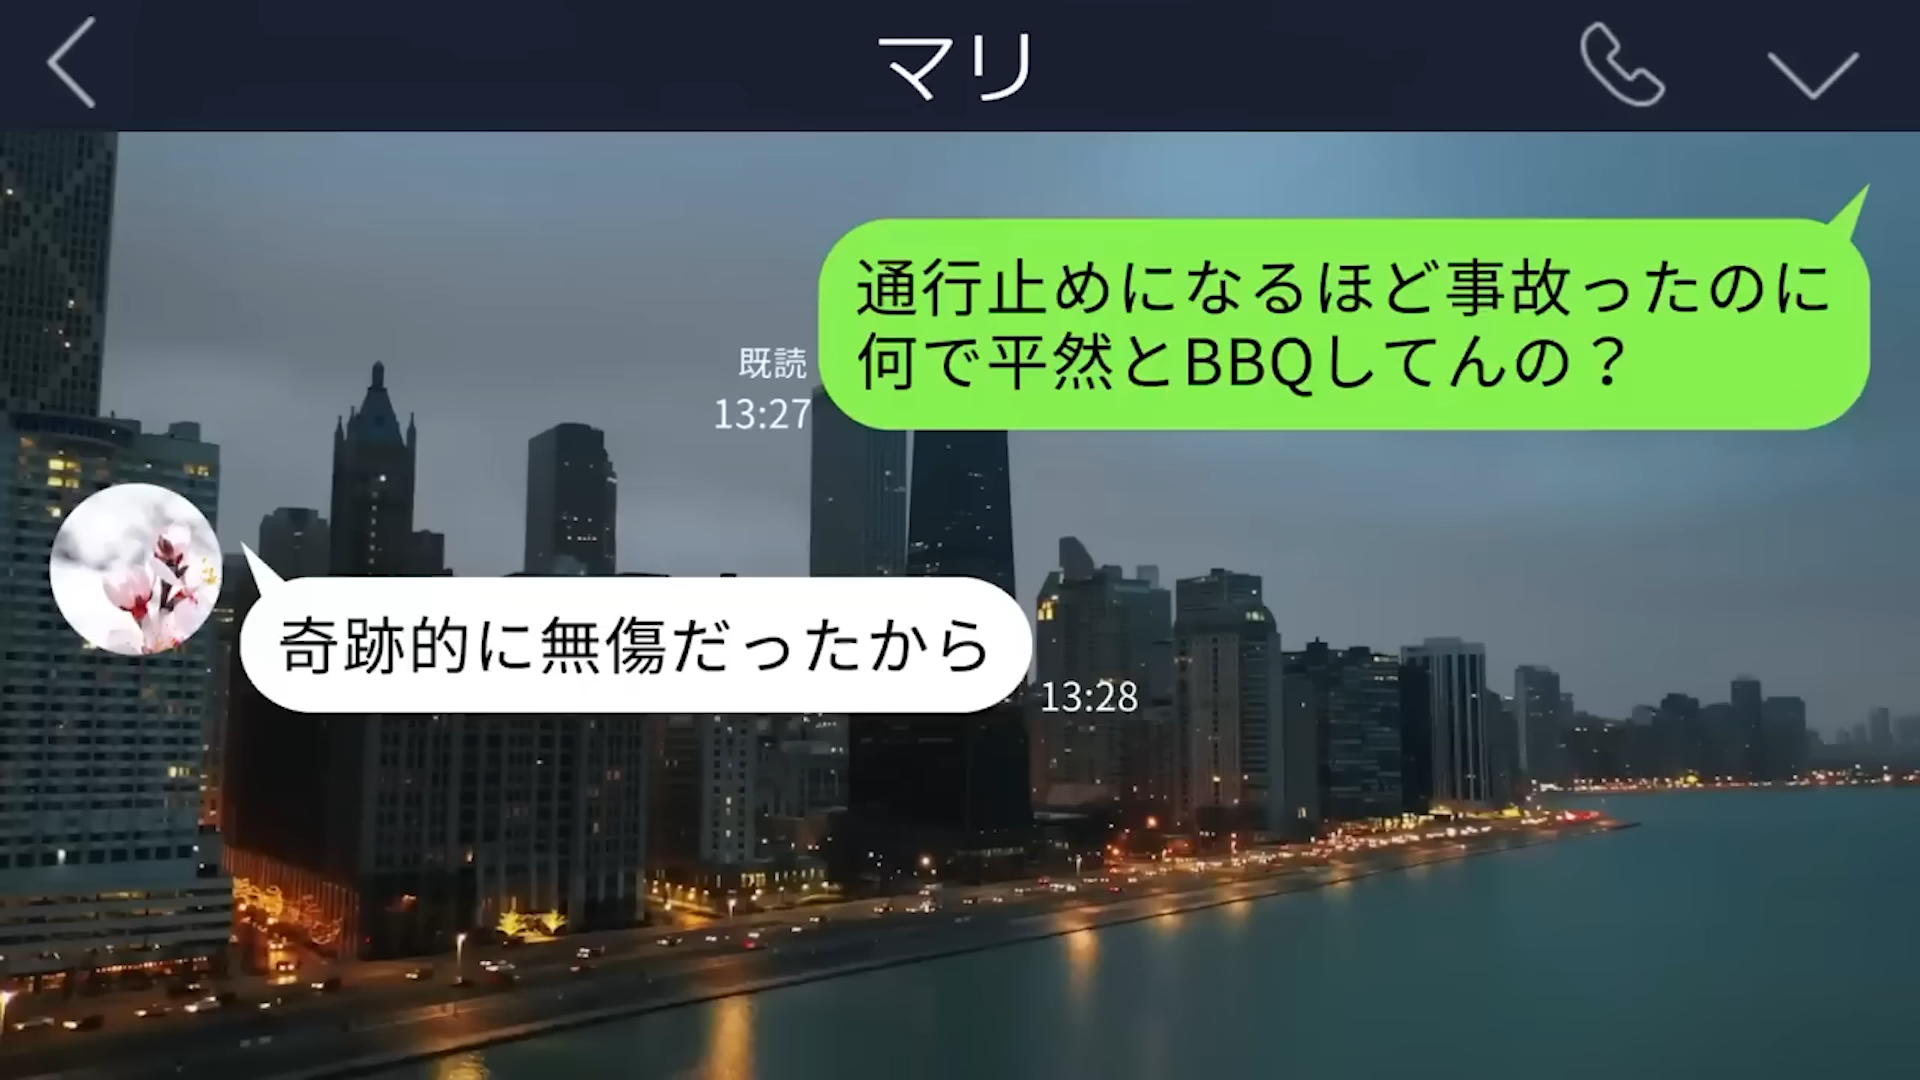 マリ
通行止めになるほど事故ったのに
何で平然とBBQしてんの？
既読
13:27
奇跡的に無傷だったから
13:28